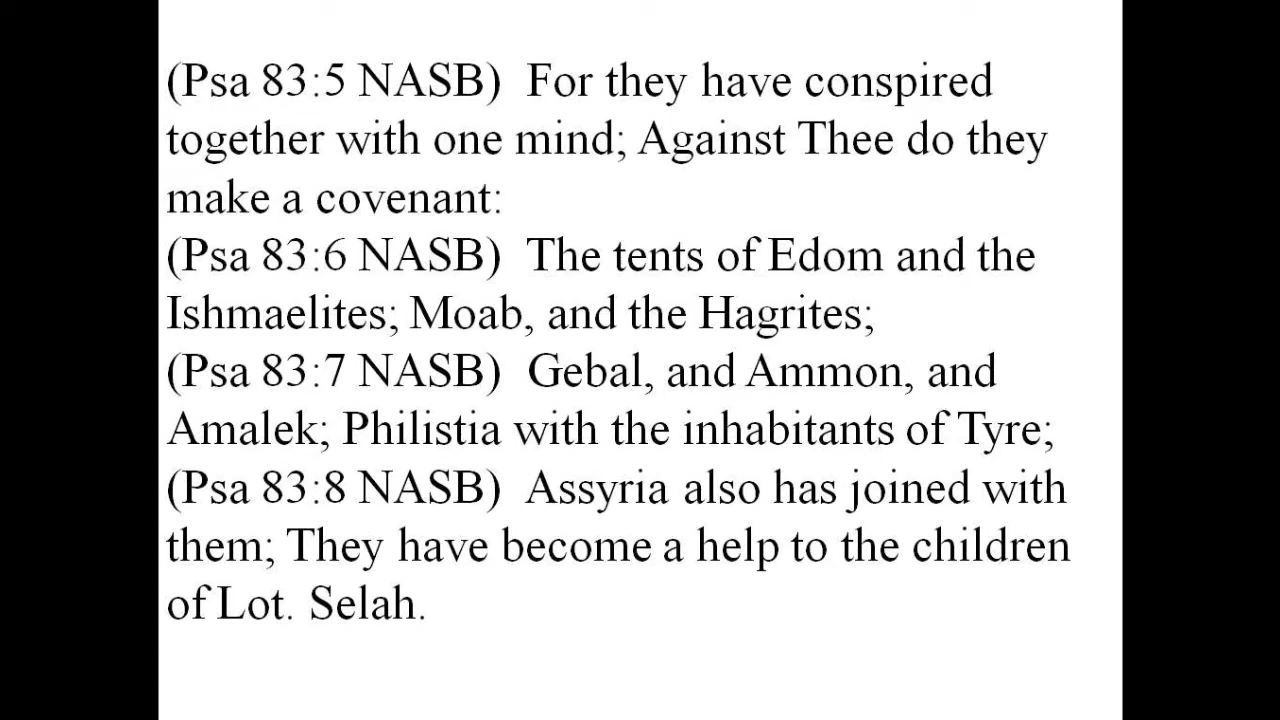 (Psa 83:5 NASB)  For they have conspired
together with one mind; Against Thee do they
make a covenant:
(Psa 83:6 NASB)  The tents of Edom and the
Ishmaelites; Moab, and the Hagrites;
(Psa 83:7 NASB)  Gebal, and Ammon, and
Amalek; Philistia with the inhabitants of Tyre;
(Psa 83:8 NASB)  Assyria also has joined with
them; They have become a help to the children
of Lot. Selah.